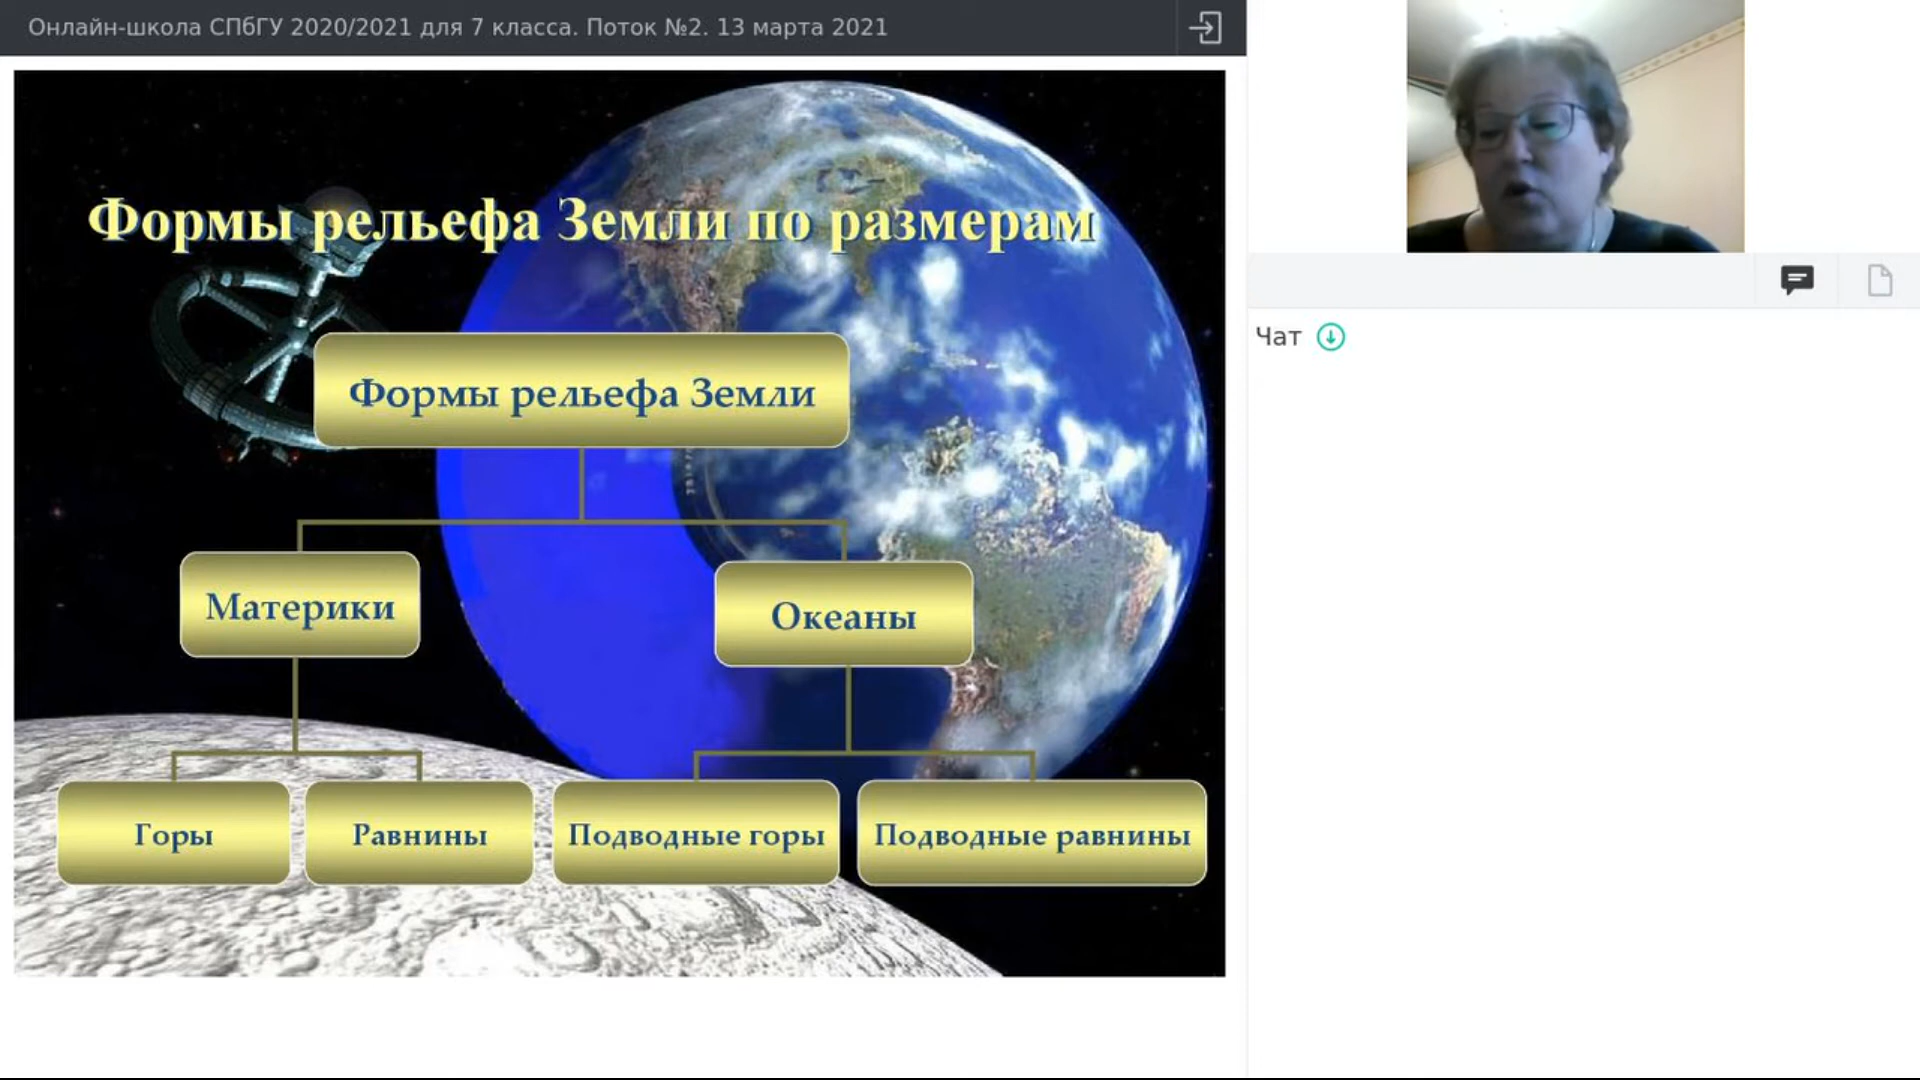 Онлайн-школа СПбГУ 2020/2021 для 7 класса. Поток №2. 13 марта 2021
Формы рельефа Земли по размерам
Формы рельефа Земли
Материки
Океаны
Горы
Равнины
Подводные горы
Подводные равнины
Чат